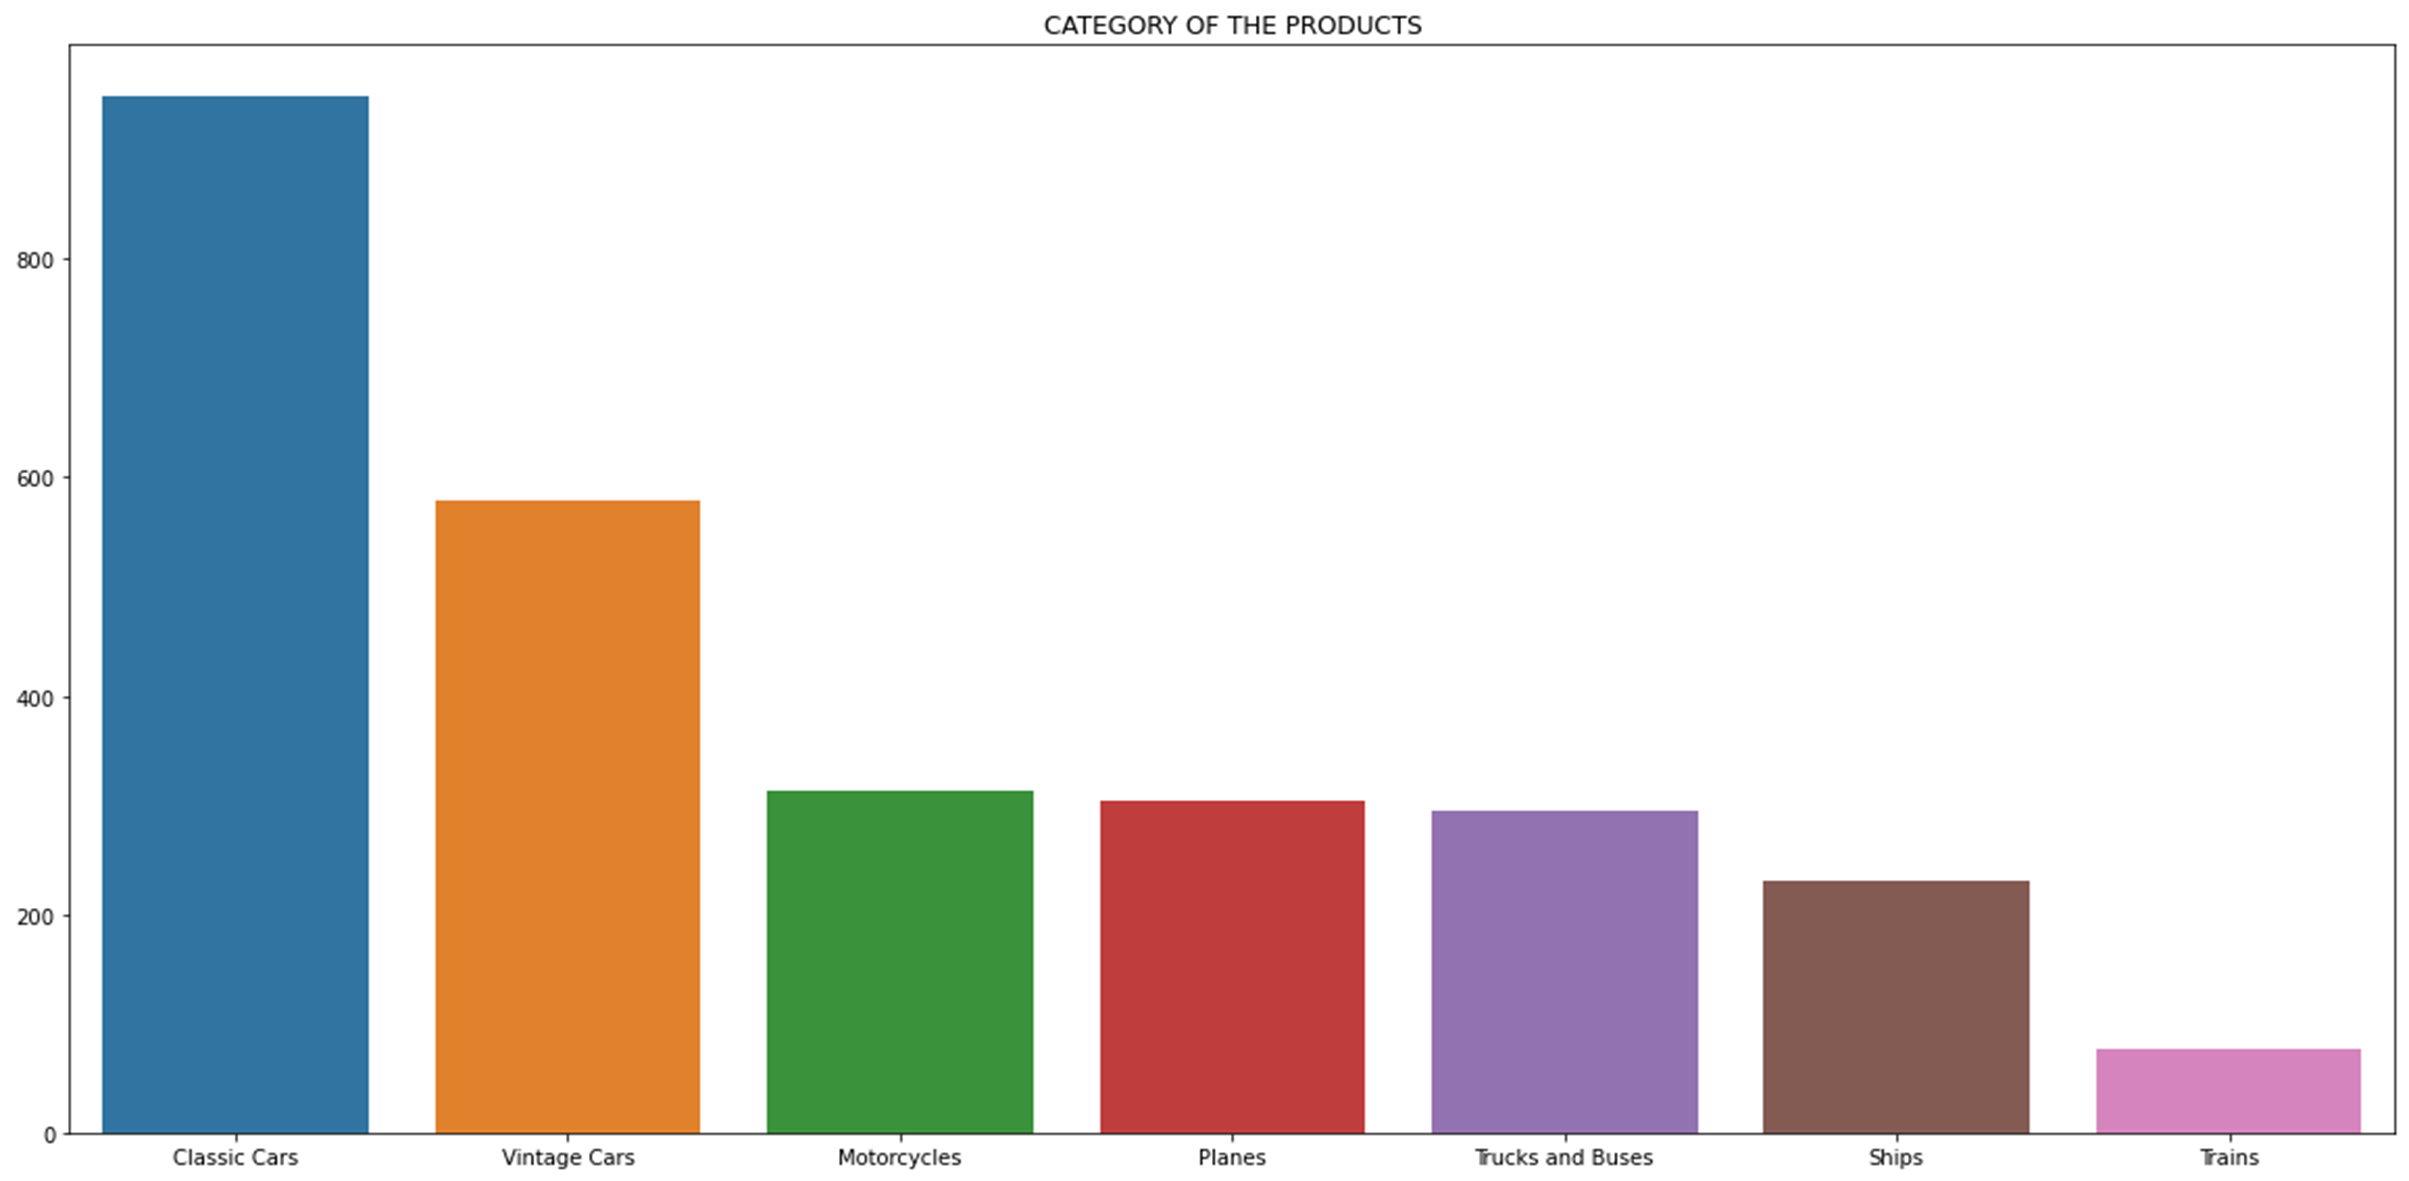 CATEGORY OF THE PRODUCTS
800
600
400
200
0
Classic Cars
Vintage Cars
Motorcycles
Planes
Trucks and Buses
Ships
Trains